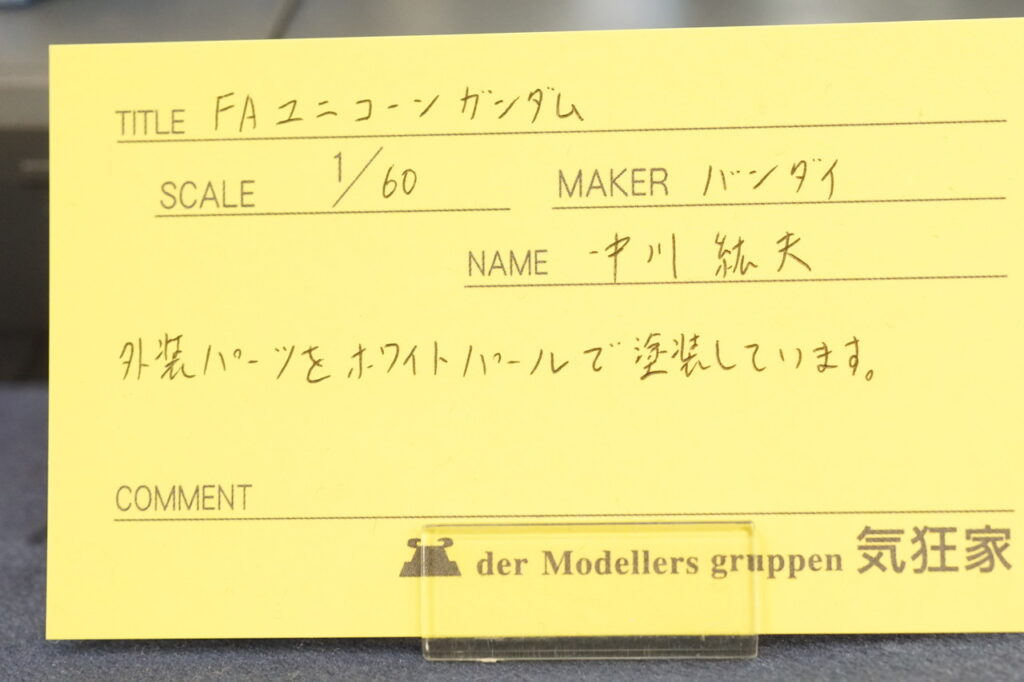 TITLE FAユニコーンガンダム
SCALE 1/60 MAKER バンダイ
NAME 中川 紘夫
外装パーツをホワイトパールで塗装しています。
COMMENT
der Modellers gruppen 気狂家